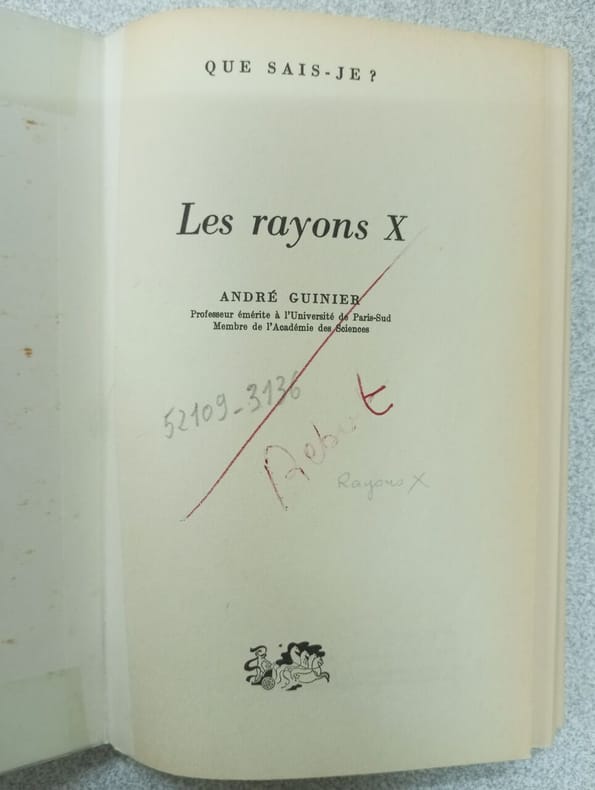 QUE SAIS-JE ?
Les rayons X
ANDRÉ GUINIER
Professeur émérite à l'Université de Paris-Sud
Membre de l'Académie des Sciences
52109-3136
Rebut
Rayons X